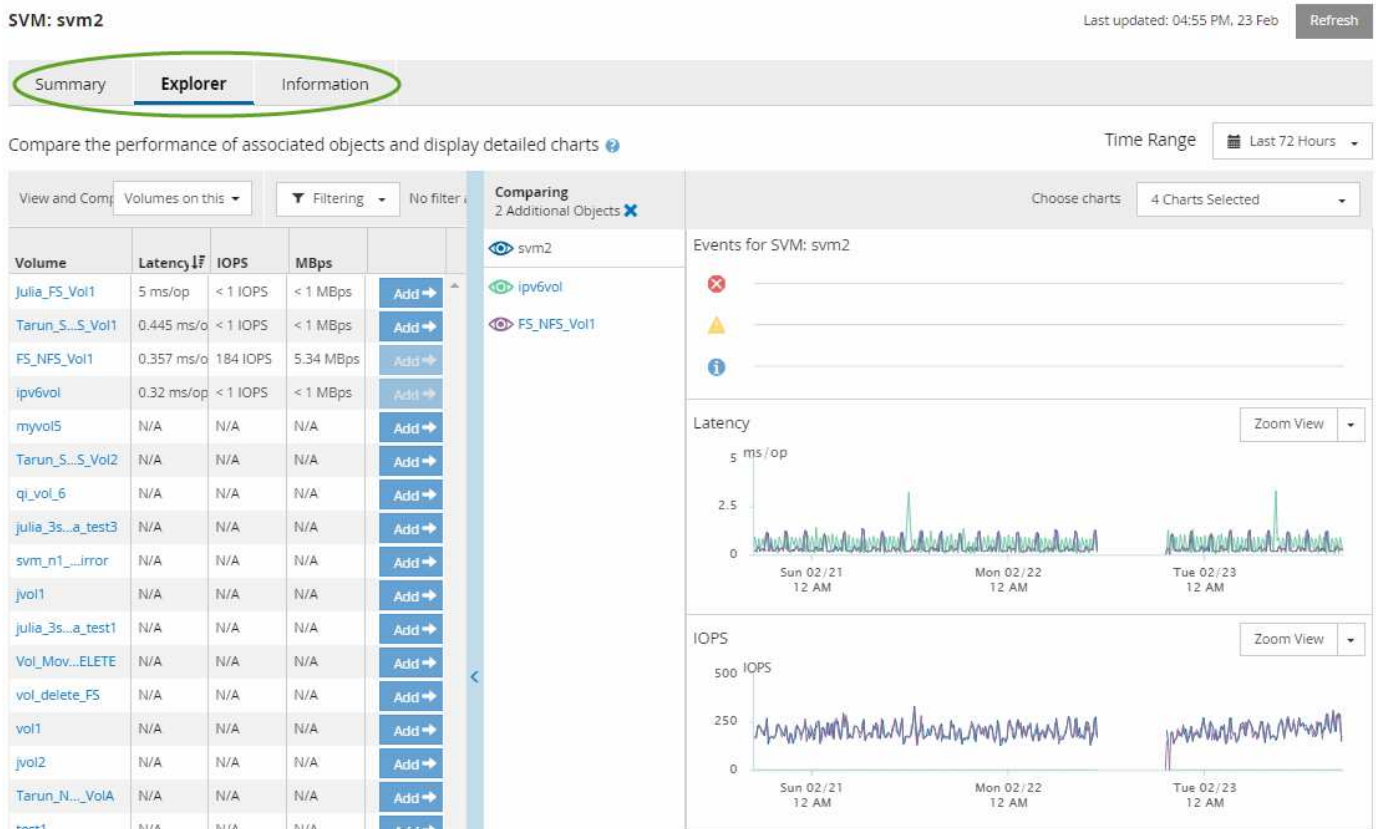 SVM: svm2
Last updated: 04:55 PM, 23 Feb Refresh
Summary Explorer Information
Compare the performance of associated objects and display detailed charts ?
Time Range Last 72 Hours
View and Comp Volumes on this Filtering No filter
Comparing
2 Additional Objects
Choose charts 4 Charts Selected
Volume Latency IOPS MBps
Julia_FS_Vol1 5 ms/op < 1 IOPS < 1 MBps Add
Tarun_S...S_Vol1 0.445 ms/o < 1 IOPS < 1 MBps Add
FS_NFS_Vol1 0.357 ms/o 184 IOPS 5.34 MBps Add
ipv6vol 0.32 ms/op < 1 IOPS < 1 MBps Add
myvol5 N/A N/A N/A Add
Tarun_S...S_Vol2 N/A N/A N/A Add
qi_vol_6 N/A N/A N/A Add
julia_3s...a_test3 N/A N/A N/A Add
svm_n1_...irror N/A N/A N/A Add
jvol1 N/A N/A N/A Add
julia_3s...a_test1 N/A N/A N/A Add
Vol_Mov...ELETE N/A N/A N/A Add
vol_delete_FS N/A N/A N/A Add
vol1 N/A N/A N/A Add
jvol2 N/A N/A N/A Add
Tarun_N..._VolA N/A N/A N/A Add
svm2
ipv6vol
FS_NFS_Vol1
Events for SVM: svm2
Latency Zoom View
5 ms/op
2.5
0
Sun 02/21 Mon 02/22 Tue 02/23
12 AM 12 AM 12 AM
IOPS Zoom View
500 IOPS
250
0
Sun 02/21 Mon 02/22 Tue 02/23
12 AM 12 AM 12 AM